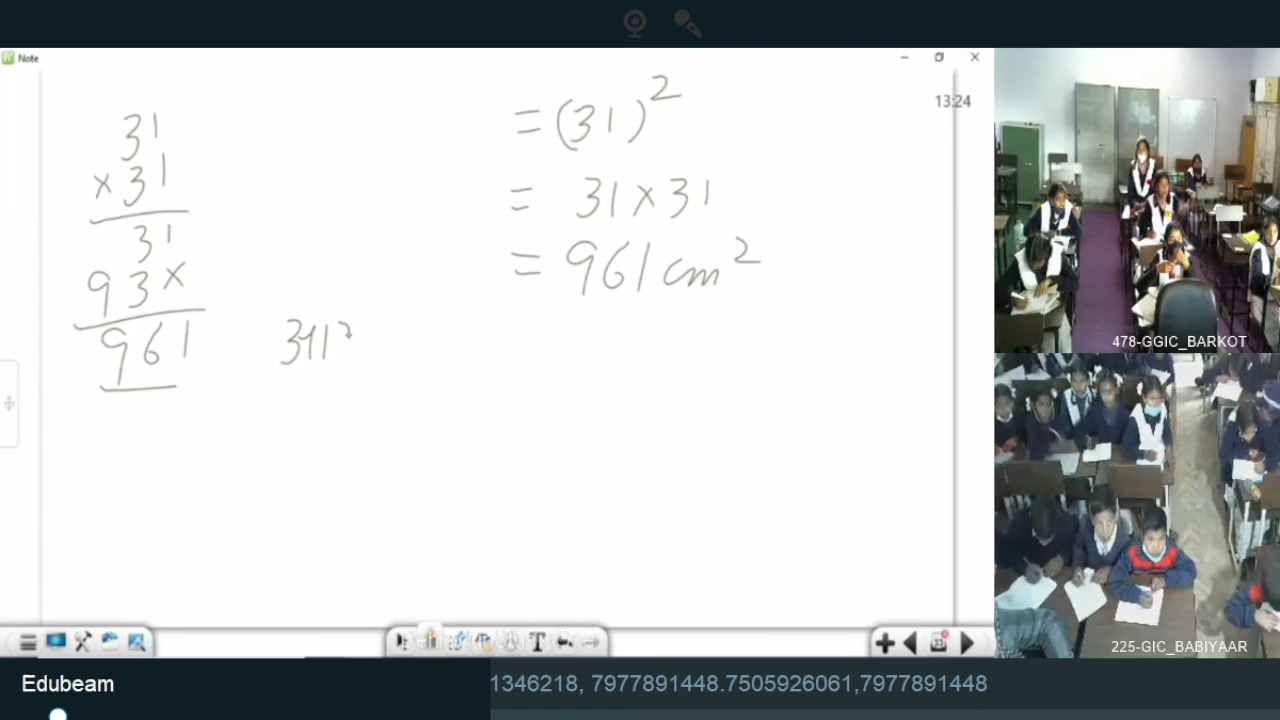 Note
13:24
31
× 31
31
93×
961
= (31)²
= 31 × 31
= 961 cm²
478-GGIC_BARKOT
225-GIC_BABIYAAR
33
Edubeam
1346218, 7977891448.7505926061,7977891448